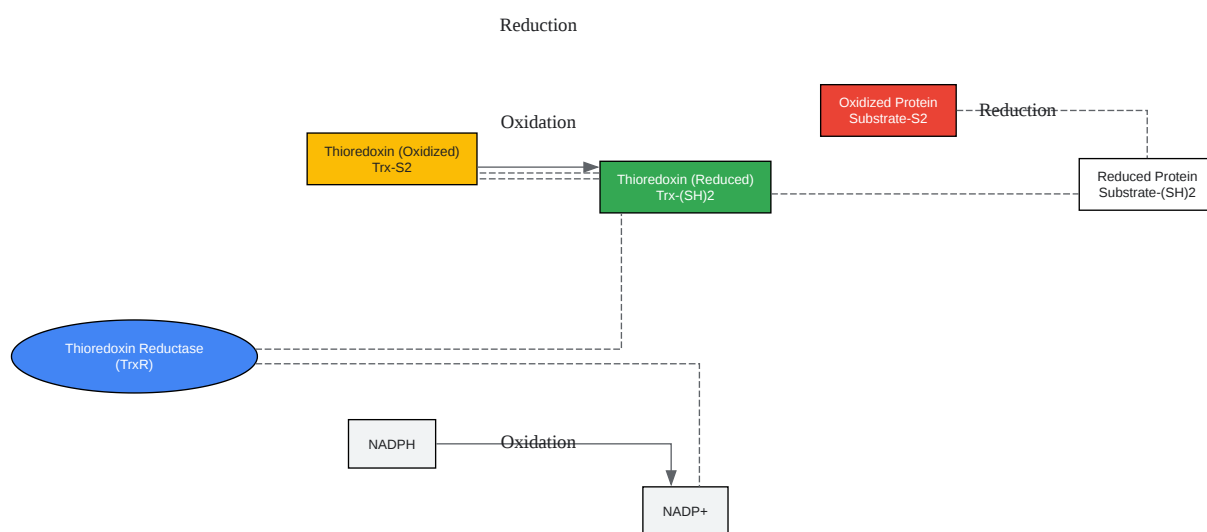 Reduction
Oxidized Protein
Substrate-S2
Reduction
Oxidation
Thioredoxin (Oxidized)
Trx-S2
Thioredoxin (Reduced)
Trx-(SH)2
Reduced Protein
Substrate-(SH)2
Thioredoxin Reductase
(TrxR)
NADPH
Oxidation
NADP+